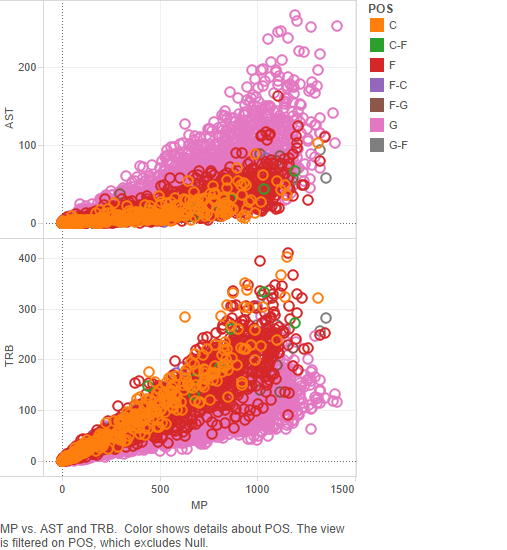 POS
C
C-F
F
F-C
F-G
G
G-F
AST
200
100
0
TRB
400
300
200
100
0
0
500
1000
1500
MP
MP vs. AST and TRB.  Color shows details about POS. The view
is filtered on POS, which excludes Null.